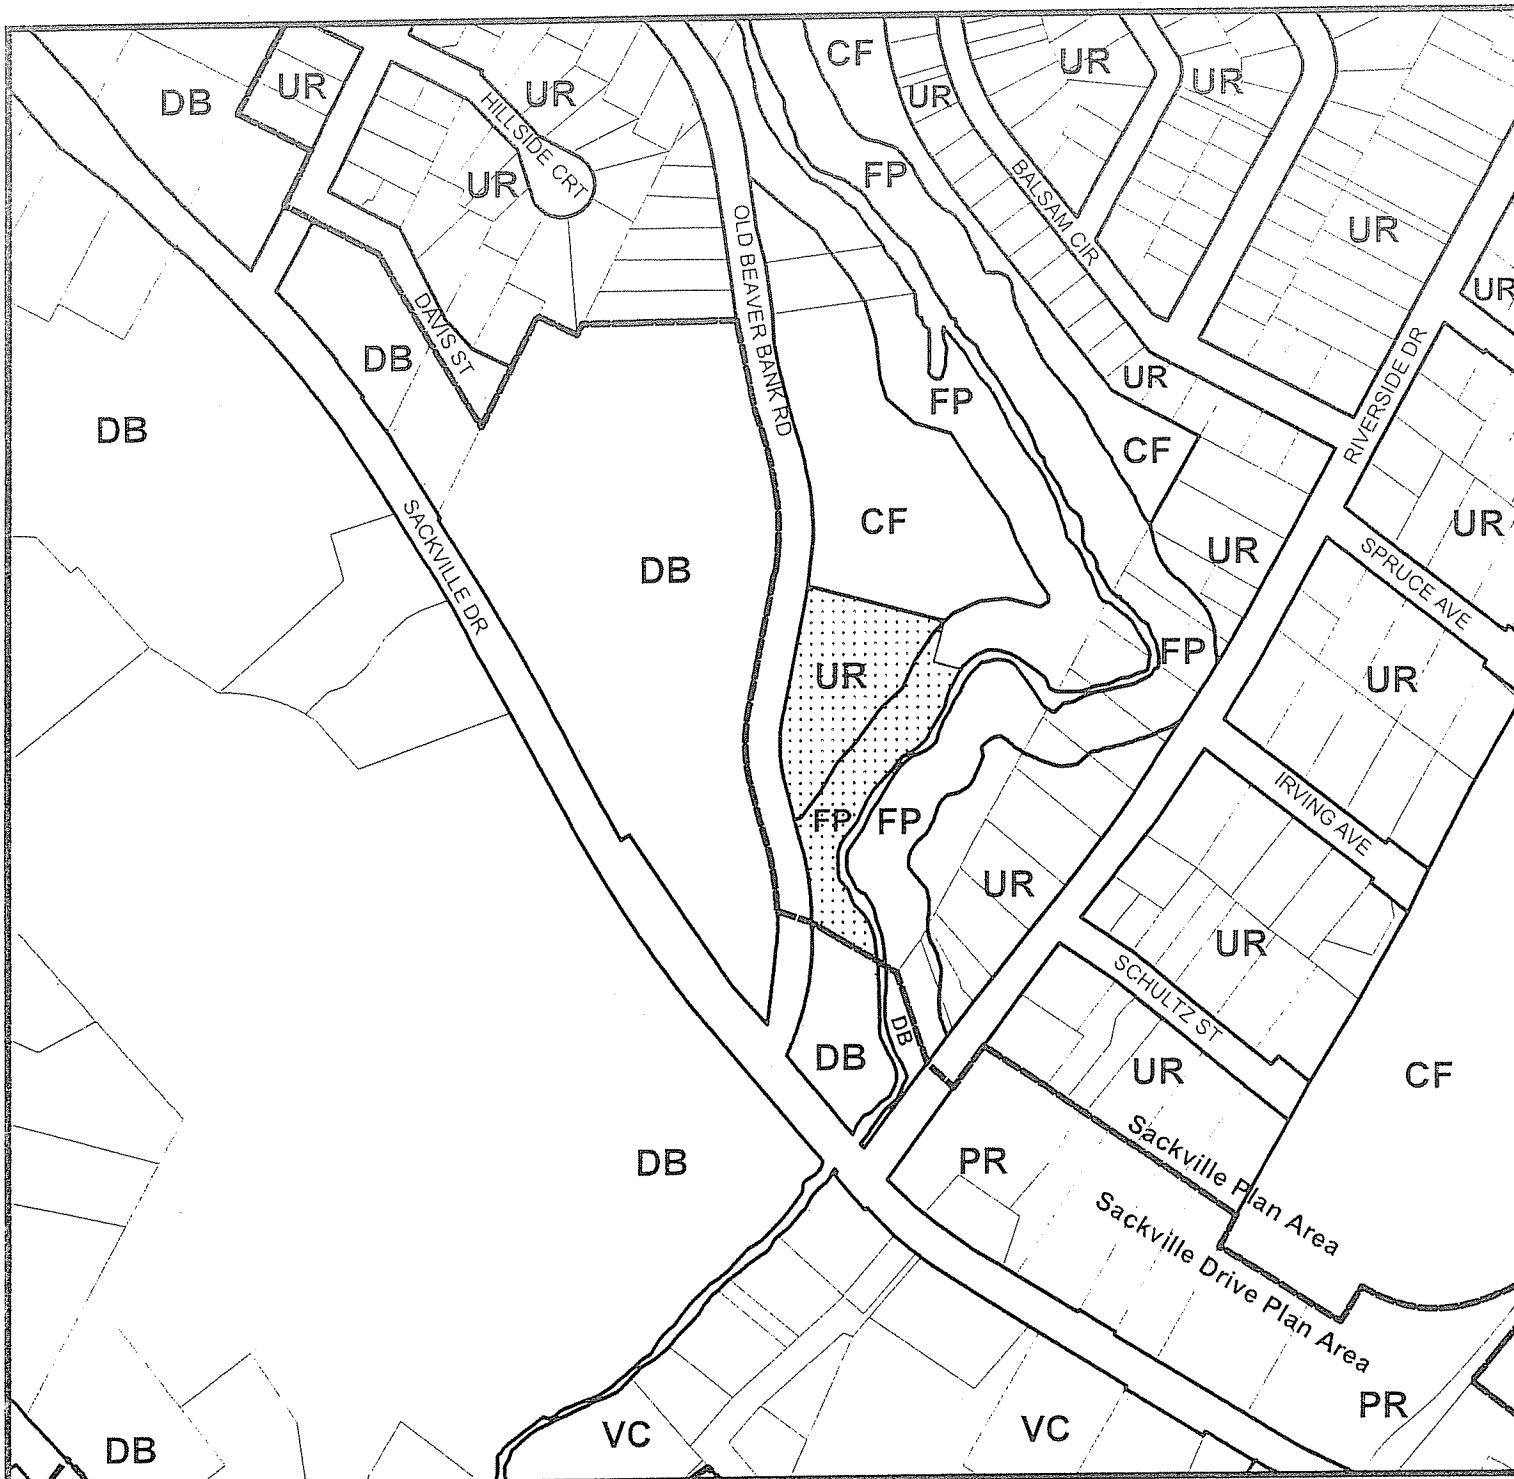 CF
UR
UR
DB
UR
UR
UR
HILLSIDE CRT
FP
BALSAM CIR
UR
UR
OLD BEAVER BANK RD
UR
DAVIS ST
DB
UR
RIVERSIDE DR
FP
DB
CF
SACKVILLE DR
CF
UR
UR
SPRUCE AVE
DB
FP
UR
UR
IRVING AVE
FP
FP
UR
UR
SCHULTZ ST
DB
DB
UR
CF
Sackville Plan Area
DB
PR
Sackville Drive Plan Area
PR
VC
VC
DB